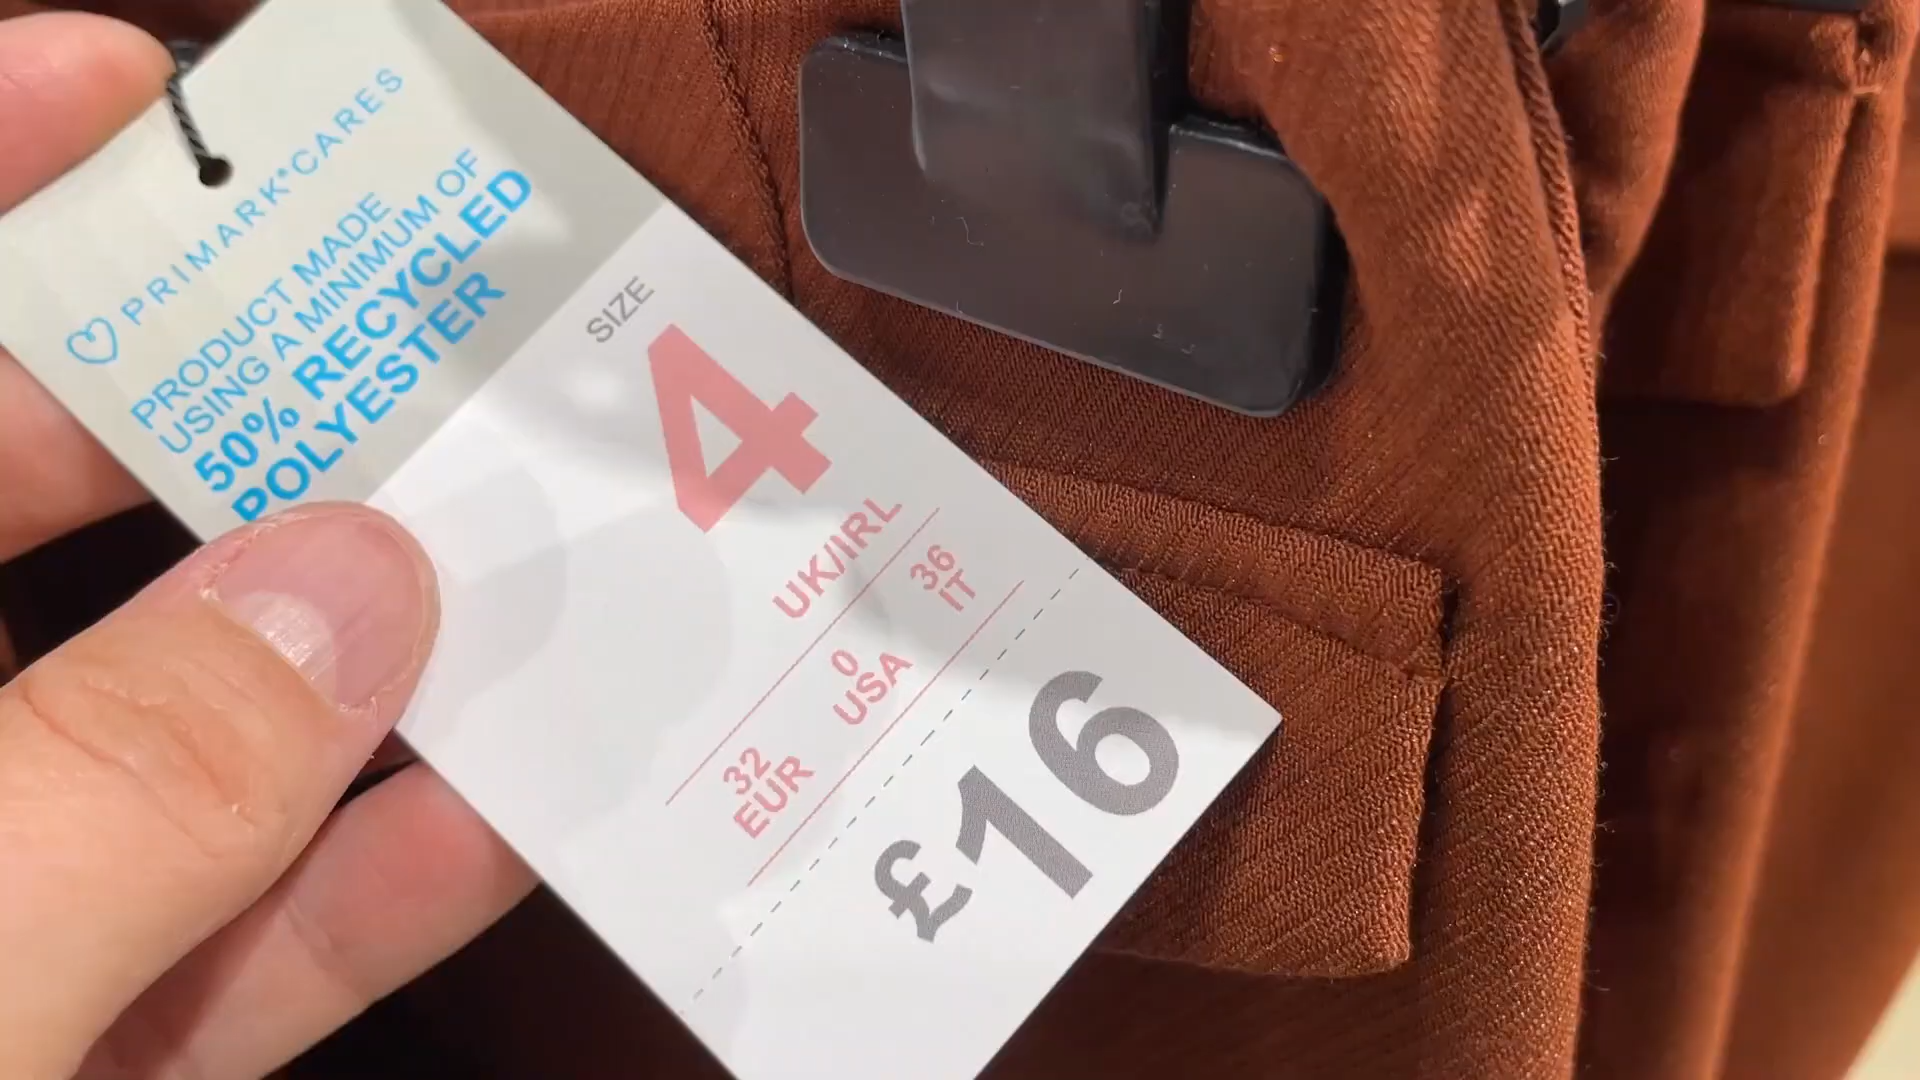 PRIMARK®CARES
PRODUCT MADE
USING A MINIMUM OF
50% RECYCLED
POLYESTER
SIZE
4
UK/IRL
32 EUR
0 USA
36 IT
£16